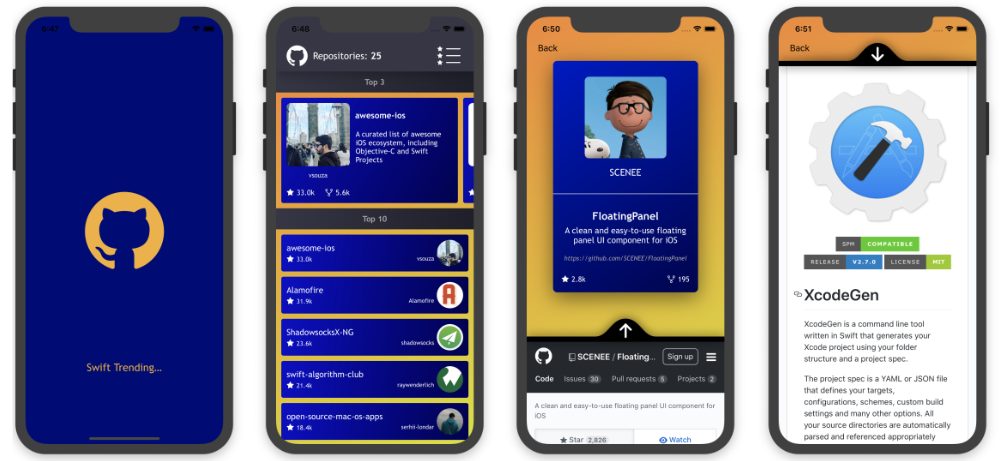 6:47
Swift Trending...
6:48
Repositories: 25
Top 3
awesome-ios
A curated list of awesome
iOS ecosystem, including
Objective-C and Swift
Projects
vsouza
33.0k
5.6k
Top 10
awesome-ios
33.0k
vsouza
Alamofire
31.9k
Alamofire
ShadowsocksX-NG
23.6k
shadowsocks
swift-algorithm-club
21.4k
raywenderlich
open-source-mac-os-apps
18.4k
serhii-londar
6:50
Back
SCENEE
FloatingPanel
A clean and easy-to-use floating
panel UI component for iOS
https://github.com/SCENEE/FloatingPanel
2.8k
195
SCENEE / Floating...
Sign up
Code
Issues 30
Pull requests 5
Projects 2
A clean and easy-to-use floating panel UI component for
iOS
Star 2,826
Watch
6:51
Back
SPM COMPATIBLE
RELEASE V2.7.0
LICENSE MIT
XcodeGen
XcodeGen is a command line tool
written in Swift that generates your
Xcode project using your folder
structure and a project spec.
The project spec is a YAML or JSON file
that defines your targets,
configurations, schemes, custom build
settings and many other options. All
your source directories are automatically
parsed and referenced appropriately